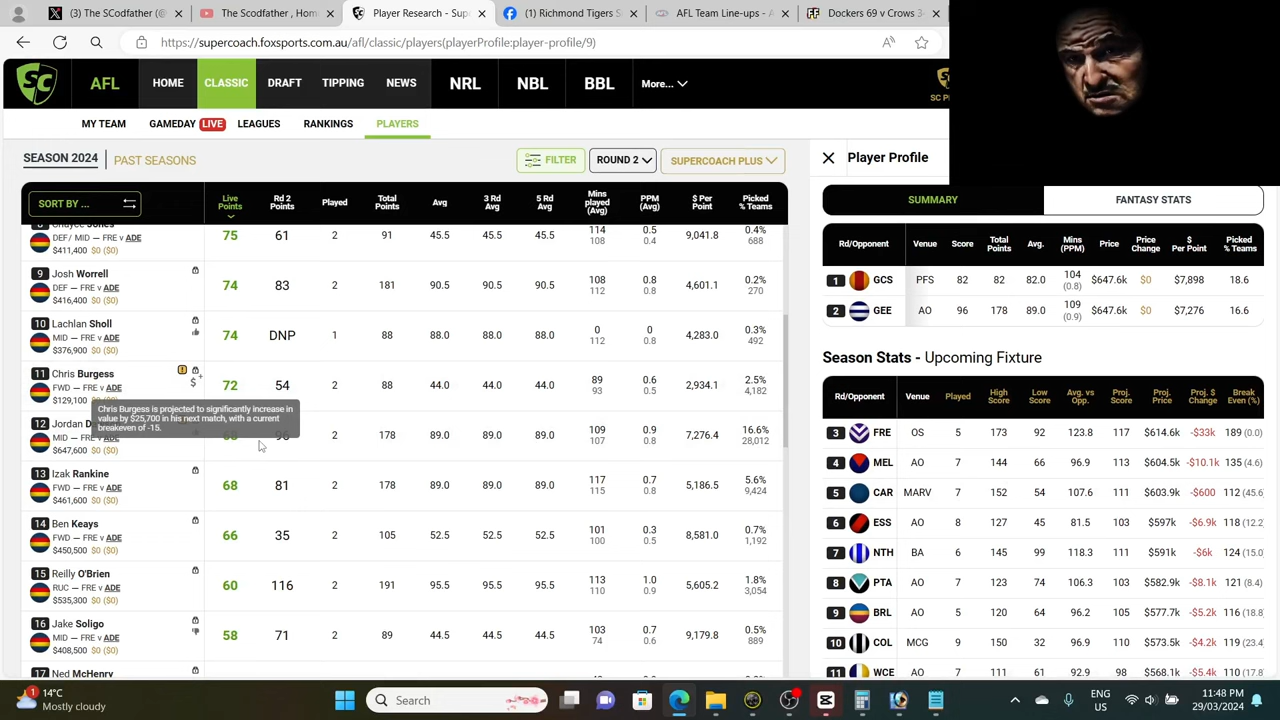 (3) The SCodfather (@
The Scodfather, Home
Player Research - Supe
(1) Richmond Tigers S
AFL Team Line-ups - A
Dockers 69 v Crows 3
https://supercoach.foxsports.com.au/afl/classic/players(playerProfile:player-profile/9)
SC AFL HOME CLASSIC DRAFT TIPPING NEWS NRL NBL BBL More...
MY TEAM GAMEDAY LIVE LEAGUES RANKINGS PLAYERS
SEASON 2024 PAST SEASONS FILTER ROUND 2 SUPERCOACH PLUS
SORT BY ... Live Points Rd 2 Points Played Total Points Avg 3 Rd Avg 5 Rd Avg Mins played (Avg) PPM (Avg) $ Per Point Picked % Teams
Jones 75 61 2 91 45.5 45.5 45.5 114 0.5 9,041.8 0.4%
DEF/ MID — FRE v ADE 108 0.4 688
$411,400 $0 ($0)
9 Josh Worrell 74 83 2 181 90.5 90.5 90.5 108 0.8 4,601.1 0.2%
DEF — FRE v ADE 112 0.8 270
$416,400 $0 ($0)
10 Lachlan Sholl 74 DNP 1 88 88.0 88.0 88.0 0 0 4,283.0 0.3%
MID — FRE v ADE 112 0.8 492
$376,900 $0 ($0)
11 Chris Burgess 72 54 2 88 44.0 44.0 44.0 89 0.6 2,934.1 2.5%
FWD — FRE v ADE 93 0.5 4,182
$129,100
Chris Burgess is projected to significantly increase in
value by $25,700 in his next match, with a current
breakeven of -15.
12 Jordan 2 178 89.0 89.0 89.0 109 0.9 7,276.4 16.6%
MID — 107 0.8 28,012
$647,600 $0 ($0)
13 Izak Rankine 68 81 2 178 89.0 89.0 89.0 117 0.7 5,186.5 5.6%
FWD — FRE v ADE 115 0.8 9,424
$461,600 $0 ($0)
14 Ben Keays 66 35 2 105 52.5 52.5 52.5 101 0.3 8,581.0 0.7%
FWD — FRE v ADE 100 0.5 1,192
$450,500 $0 ($0)
15 Reilly O'Brien 60 116 2 191 95.5 95.5 95.5 113 1.0 5,605.2 1.8%
RUC — FRE v ADE 110 0.9 3,054
$535,300 $0 ($0)
16 Jake Soligo 58 71 2 89 44.5 44.5 44.5 103 0.7 9,179.8 0.5%
MID — FRE v ADE 74 0.6 889
$408,500 $0 ($0)
17 Ned McHenry
Player Profile
SUMMARY FANTASY STATS
Rd/Opponent Venue Score Total Points Avg. Mins (PPM) Price Price Change $ Per Point Picked % Teams
1 GCS PFS 82 82 82.0 104 (0.8) $647.6k $0 $7,898 18.6
2 GEE AO 96 178 89.0 109 (0.9) $647.6k $0 $7,276 16.6
Season Stats - Upcoming Fixture
Rd/Opponent Venue Played High Score Low Score Avg. vs Opp. Proj. Score Proj. Price Proj. $ Change Break Even (%)
3 FRE OS 5 173 92 123.8 117 $614.6k -$33k 189 (0.0)
4 MEL AO 7 144 66 96.9 113 $604.5k -$10.1k 135 (4.6)
5 CAR MARV 7 152 54 107.6 111 $603.9k -$600 112 (45.6
6 ESS AO 8 127 45 81.5 103 $597k -$6.9k 118 (12.2
7 NTH BA 6 145 99 118.3 111 $591k -$6k 124 (15.0
8 PTA AO 7 123 74 106.3 103 $582.9k -$8.1k 121 (8.4)
9 BRL AO 5 120 64 96.2 105 $577.7k -$5.2k 116 (18.8
10 COL MCG 9 150 32 96.9 110 $573.5k -$4.2k 119 (23.4
11 WCE AO 7 111 61 92.9 98 $568.1k -$5.4k 110 (17.8
14°C
Mostly cloudy
Search
ENG
US
11:48 PM
29/03/2024